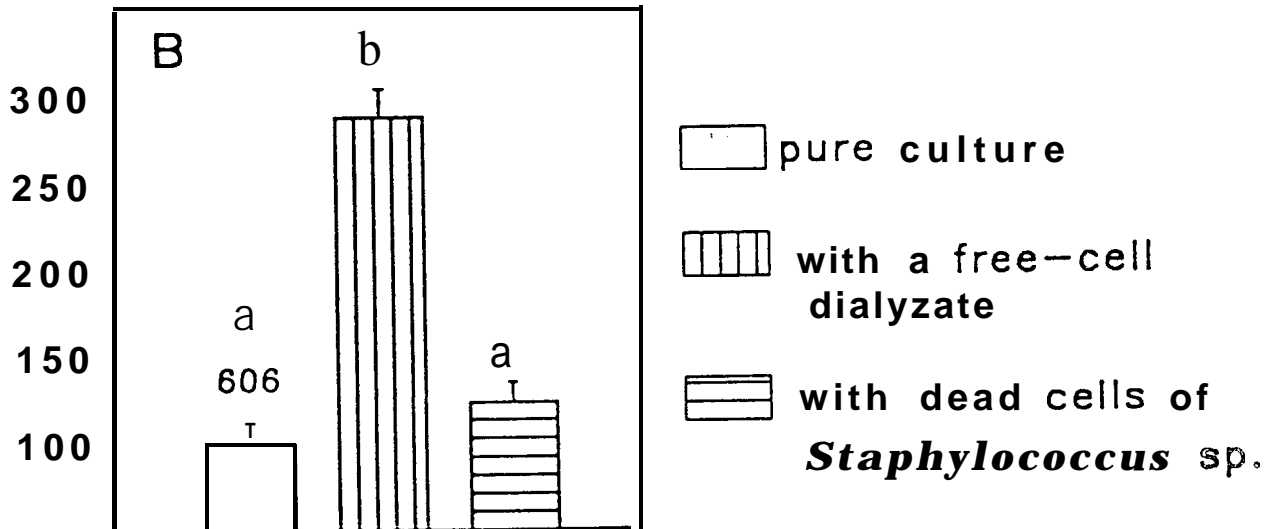 B
b
300
250
200
a
150
606
a
100
pure culture
with a free-cell
dialyzate
with dead cells of
Staphylococcus sp.